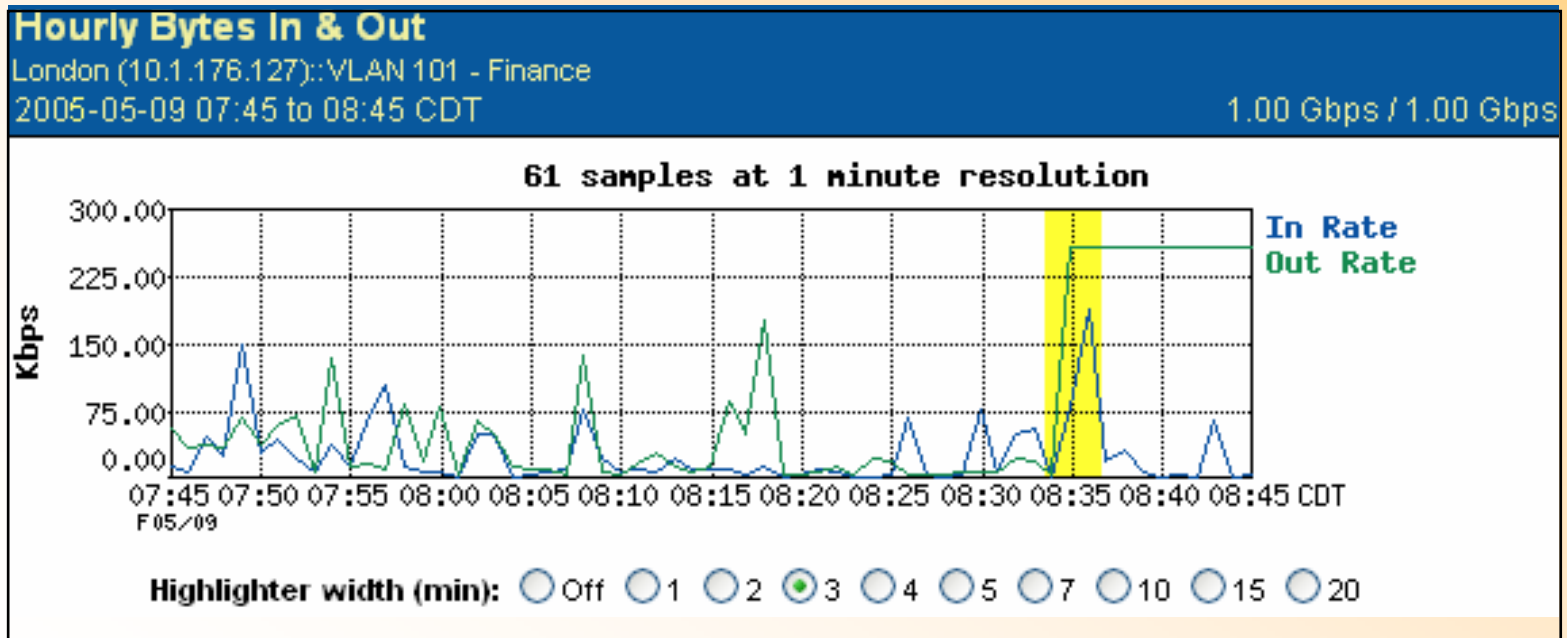 Hourly Bytes In & Out
London (10.1.176.127)::VLAN 101 - Finance
2005-05-09 07:45 to 08:45 CDT
1.00 Gbps / 1.00 Gbps
61 samples at 1 minute resolution
300.00
225.00
150.00
75.00
0.00
Kbps
In Rate
Out Rate
07:45 07:50 07:55 08:00 08:05 08:10 08:15 08:20 08:25 08:30 08:35 08:40 08:45 CDT
F05/09
Highlighter width (min): Off 1 2 3 4 5 7 10 15 20